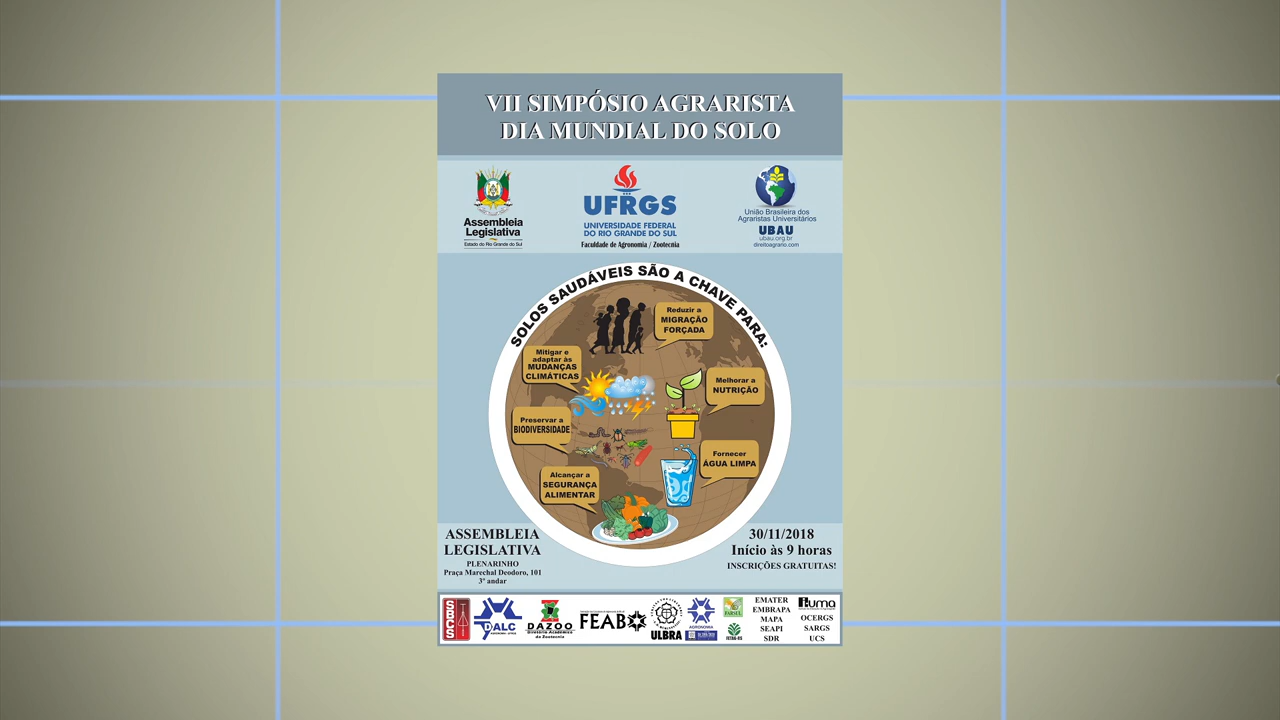 VII SIMPÓSIO AGRARISTA
DIA MUNDIAL DO SOLO
Assembleia
Legislativa
Estado do Rio Grande do Sul
UFRGS
UNIVERSIDADE FEDERAL
DO RIO GRANDE DO SUL
Faculdade de Agronomia / Zootecnia
União Brasileira dos
Agraristas Universitários
UBAU
ubau.org.br
direitoagrario.com
SOLOS SAUDÁVEIS SÃO A CHAVE PARA:
Reduzir a
MIGRAÇÃO
FORÇADA
Mitigar e
adaptar às
MUDANÇAS
CLIMÁTICAS
Melhorar a
NUTRIÇÃO
Preservar a
BIODIVERSIDADE
Fornecer
ÁGUA LIMPA
Alcançar a
SEGURANÇA
ALIMENTAR
ASSEMBLEIA
LEGISLATIVA
PLENARINHO
Praça Marechal Deodoro, 101
3º andar
30/11/2018
Início às 9 horas
INSCRIÇÕES GRATUITAS!
SBCS
DALC
DAZOO
Diretório Acadêmico
da Zootecnia
FEAB
ULBRA
AGRONOMIA
FARSUL
FETAG-RS
EMATER
EMBRAPA
MAPA
SEAPI
SDR
Huma
OCERGS
SARGS
UCS